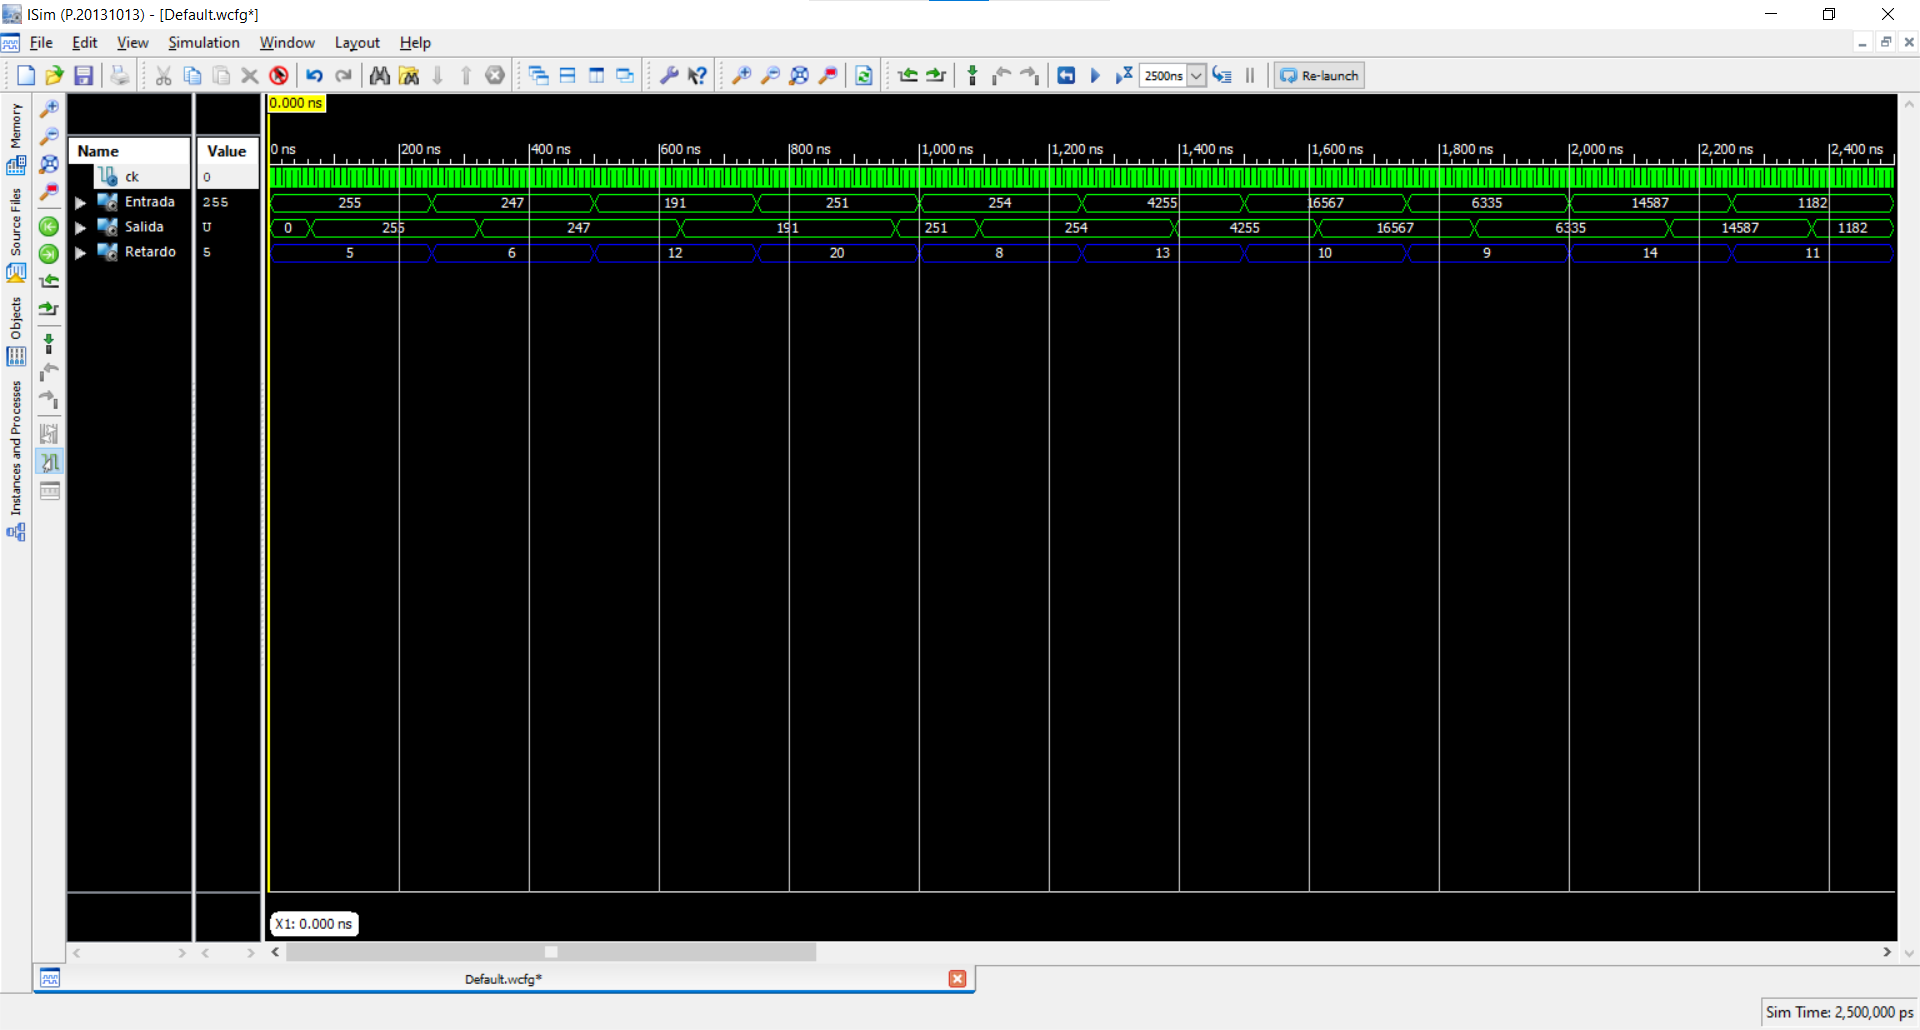 ISim (P.20131013) - [Default.wcfg*]
File Edit View Simulation Window Layout Help
2500ns Re-launch
Memory
Source Files
Objects
Instances and Processes
0.000 ns
Name Value
0 ns 200 ns 400 ns 600 ns 800 ns 1,000 ns 1,200 ns 1,400 ns 1,600 ns 1,800 ns 2,000 ns 2,200 ns 2,400 ns
ck 0
Entrada 255 255 247 191 251 254 4255 16567 6335 14587 1182
Salida U 0 255 247 191 251 254 4255 16567 6335 14587 1182
Retardo 5 5 6 12 20 8 13 10 9 14 11
X1: 0.000 ns
Default.wcfg*
Sim Time: 2,500,000 ps